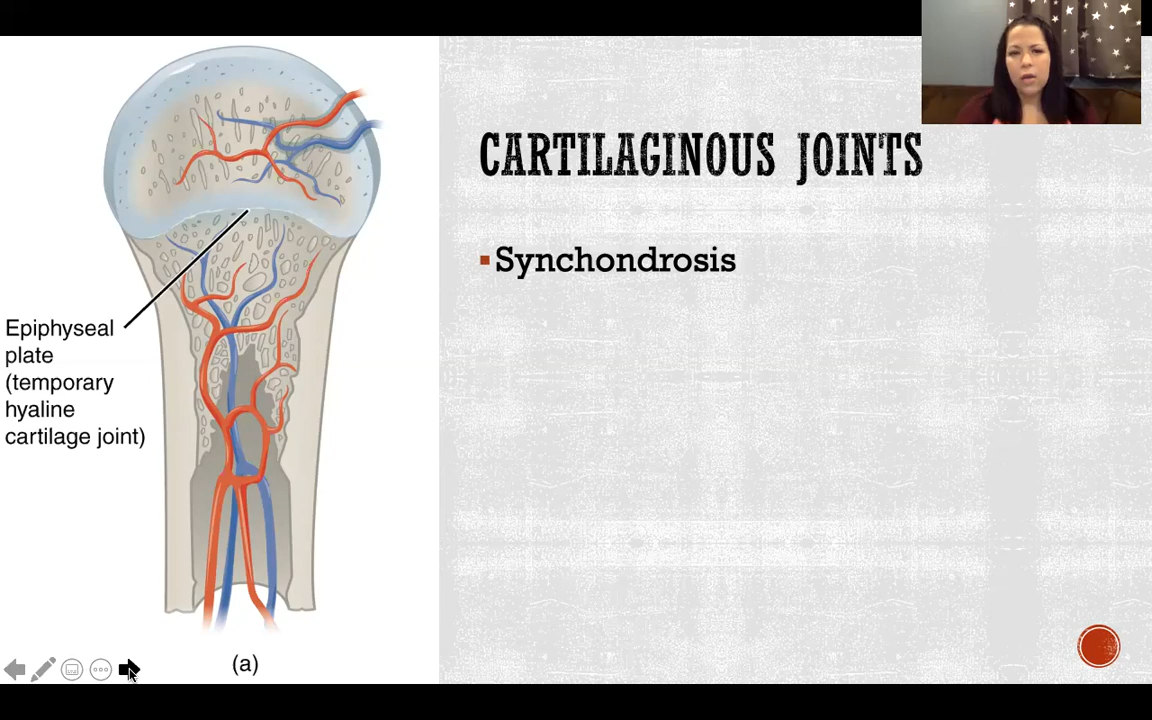 CARTILAGINOUS JOINTS
Synchondrosis
Epiphyseal
plate
(temporary
hyaline
cartilage joint)
(a)